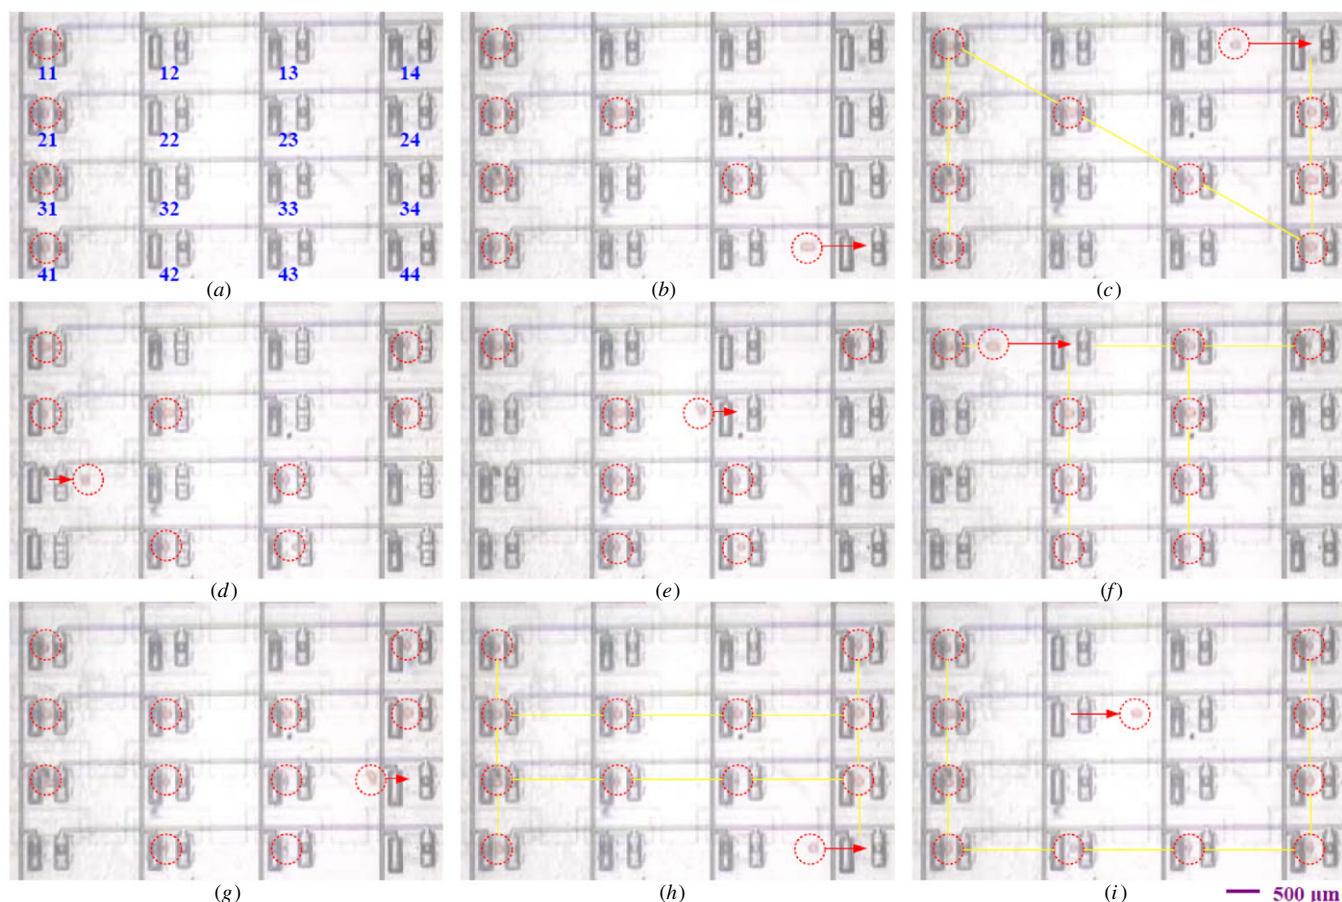 11 12 13 14
21 22 23 24
31 32 33 34
41 42 43 44
(a) (b) (c)
(d) (e) (f)
(g) (h) (i)
500 μm